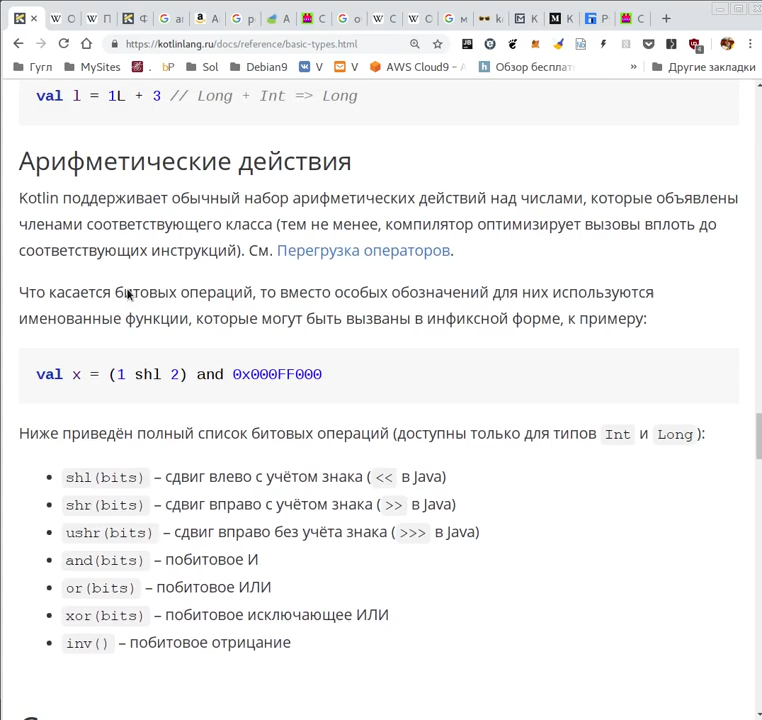 K
W O
W П
K Ф
G ал
A
G р
A
C
G о
W С
W О
G м
k
M
M K
П
K р
C
https://kotlinlang.ru/docs/reference/basic-types.html
Гугл
MySites
.
bP
Sol
Debian9
V
V
AWS Cloud9 –
Обзор бесплат
»
Другие закладки
val l = 1L + 3 // Long + Int => Long
Арифметические действия
Kotlin поддерживает обычный набор арифметических действий над числами, которые объявлены
членами соответствующего класса (тем не менее, компилятор оптимизирует вызовы вплоть до
соответствующих инструкций). См. Перегрузка операторов.
Что касается битовых операций, то вместо особых обозначений для них используются
именованные функции, которые могут быть вызваны в инфиксной форме, к примеру:
val x = (1 shl 2) and 0x000FF000
Ниже приведён полный список битовых операций (доступны только для типов Int и Long):
• shl(bits) – сдвиг влево с учётом знака (<< в Java)
• shr(bits) – сдвиг вправо с учётом знака (>> в Java)
• ushr(bits) – сдвиг вправо без учёта знака (>>> в Java)
• and(bits) – побитовое И
• or(bits) – побитовое ИЛИ
• xor(bits) – побитовое исключающее ИЛИ
• inv() – побитовое отрицание